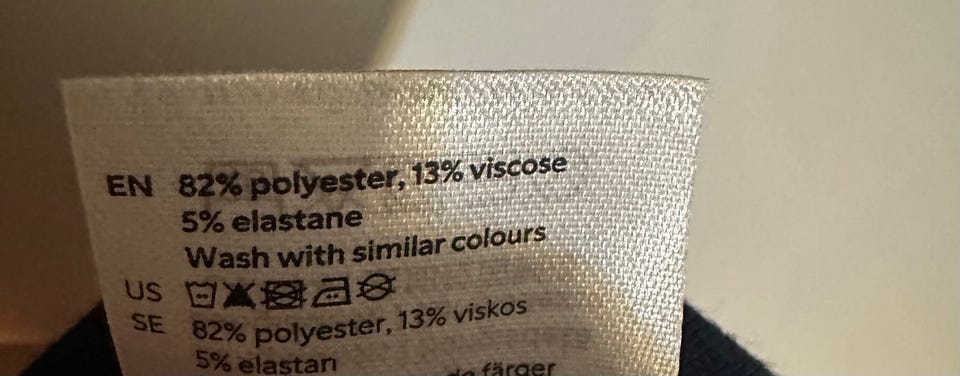 EN 82% polyester, 13% viscose
5% elastane
Wash with similar colours
US
SE 82% polyester, 13% viskos
5% elastan
färger